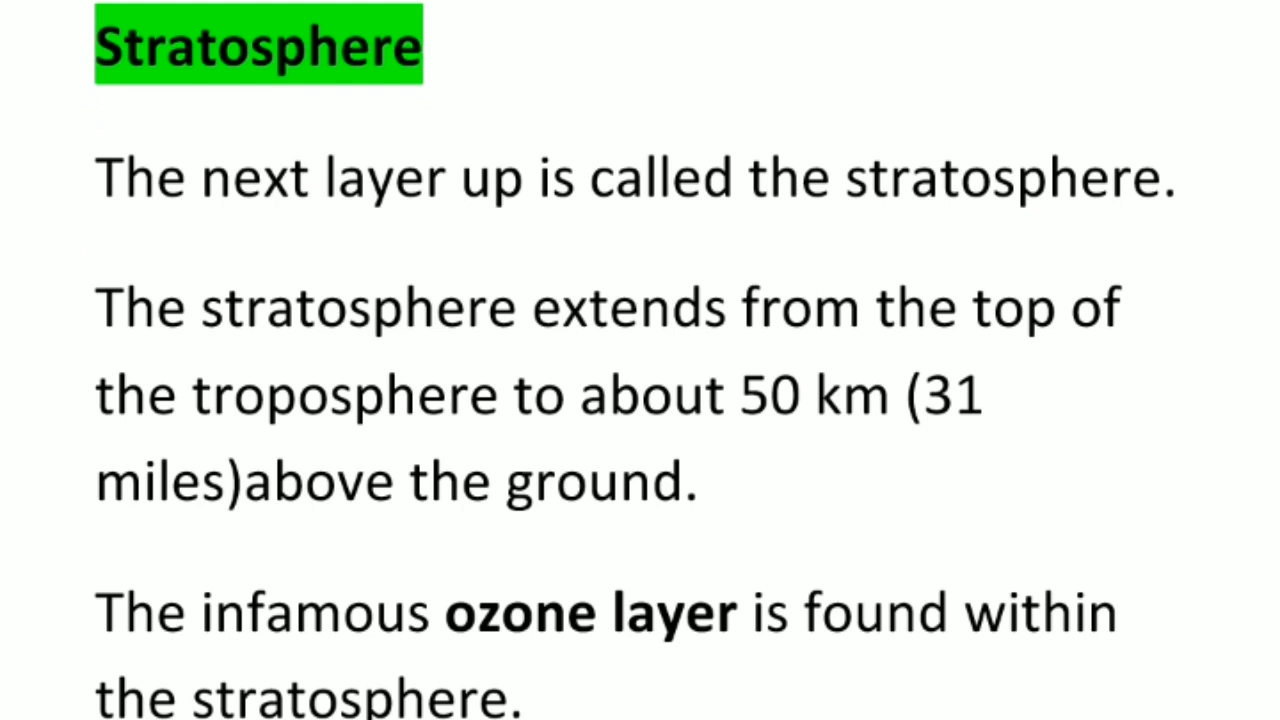 Stratosphere
The next layer up is called the stratosphere.
The stratosphere extends from the top of
the troposphere to about 50 km (31
miles)above the ground.
The infamous ozone layer is found within
the stratosphere.